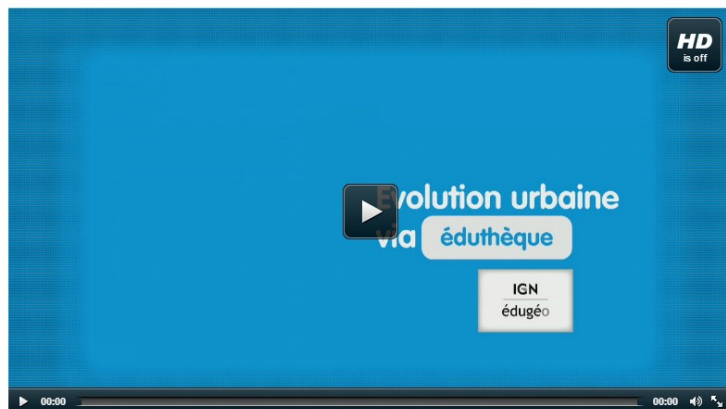 HD
is off
Evolution urbaine
via éduthèque
IGN
édugéo
00:00 00:00